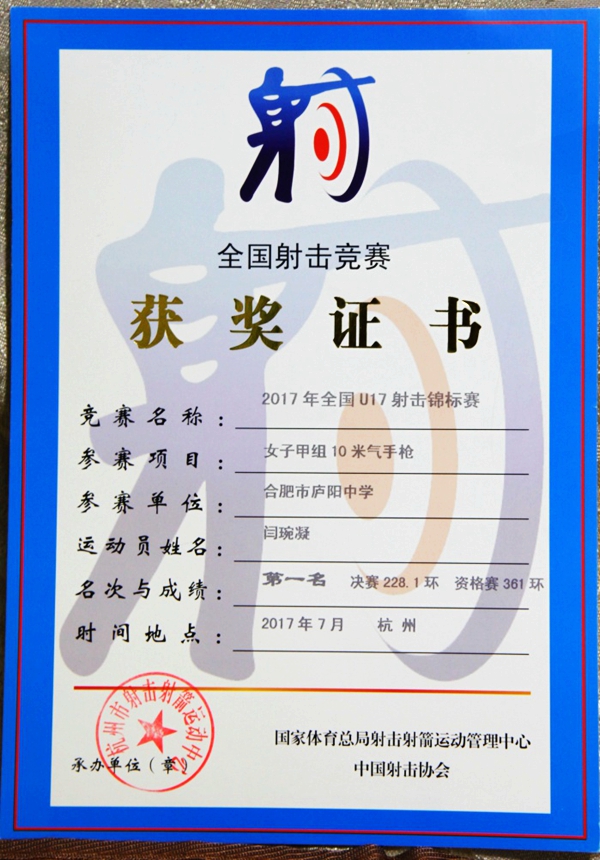 射
全国射击竞赛
获奖证书
竞赛名称：2017年全国U17射击锦标赛
参赛项目：女子甲组10米气手枪
参赛单位：合肥市庐阳中学
运动员姓名：闫琬凝
名次与成绩：第一名 决赛228.1环 资格赛361环
时间地点：2017年7月 杭州
杭州市射击射箭运动中心
承办单位（章）
国家体育总局射击射箭运动管理中心
中国射击协会